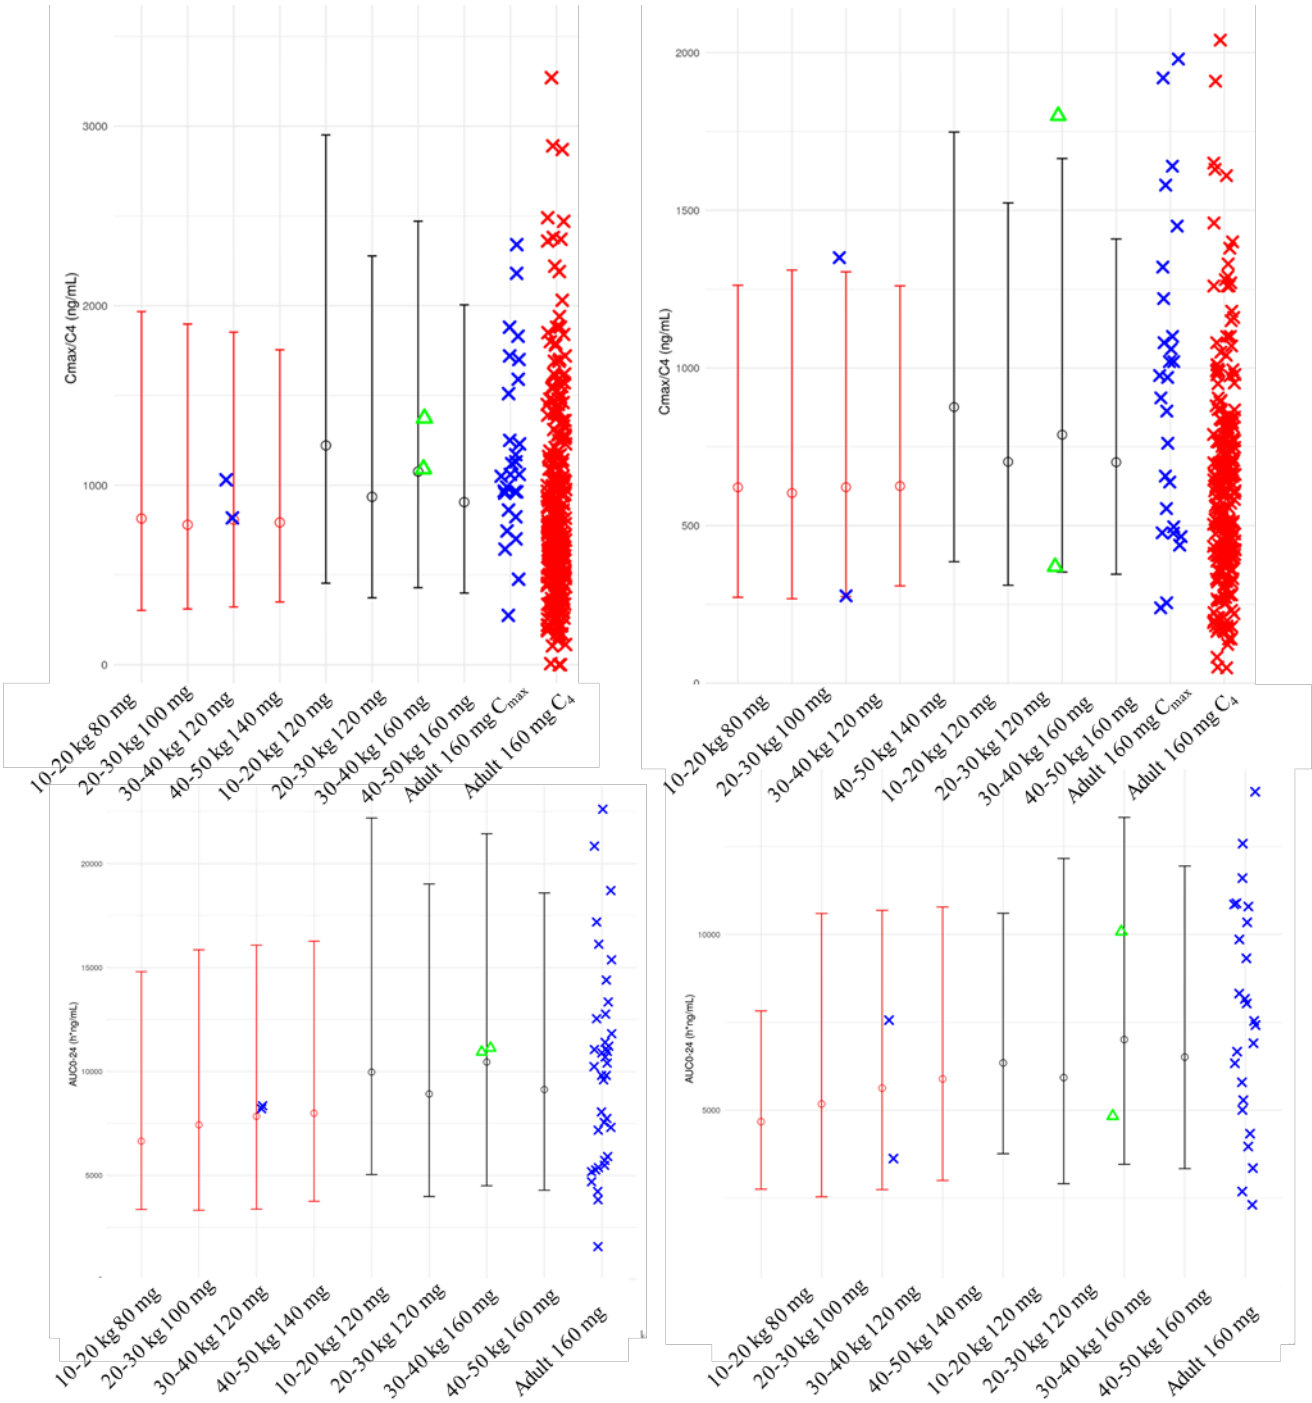 3000
2000
1000
0
Cmax/C4 (ng/mL)
10-20 kg 80 mg
20-30 kg 100 mg
30-40 kg 120 mg
40-50 kg 140 mg
10-20 kg 120 mg
20-30 kg 120 mg
30-40 kg 160 mg
40-50 kg 160 mg
Adult 160 mg Cmax
Adult 160 mg C4
2000
1500
1000
500
0
Cmax/C4 (ng/mL)
10-20 kg 80 mg
20-30 kg 100 mg
30-40 kg 120 mg
40-50 kg 140 mg
10-20 kg 120 mg
20-30 kg 120 mg
30-40 kg 160 mg
40-50 kg 160 mg
Adult 160 mg Cmax
Adult 160 mg C4
20000
15000
10000
5000
AUC0-24 (h*ng/mL)
10-20 kg 80 mg
20-30 kg 100 mg
30-40 kg 120 mg
40-50 kg 140 mg
10-20 kg 120 mg
20-30 kg 120 mg
30-40 kg 160 mg
40-50 kg 160 mg
Adult 160 mg
10000
5000
AUC0-24 (h*ng/mL)
10-20 kg 80 mg
20-30 kg 100 mg
30-40 kg 120 mg
40-50 kg 140 mg
10-20 kg 120 mg
20-30 kg 120 mg
30-40 kg 160 mg
40-50 kg 160 mg
Adult 160 mg